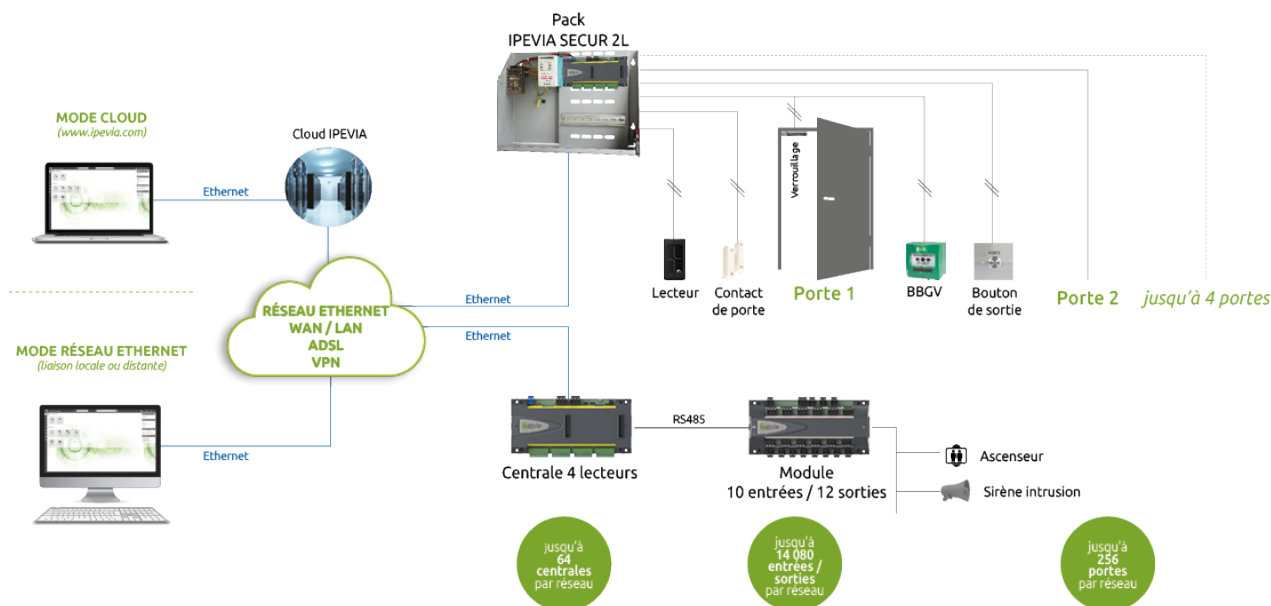 Pack
IPEVIA SECUR 2L
MODE CLOUD
(www.ipevia.com)
Cloud IPEVIA
Ethernet
Verrouillage
Lecteur
Contact
de porte
Porte 1
BBGV
Bouton
de sortie
Porte 2
jusqu'à 4 portes
RÉSEAU ETHERNET
WAN / LAN
ADSL
VPN
Ethernet
Ethernet
MODE RÉSEAU ETHERNET
(liaison locale ou distante)
Ethernet
RS485
Centrale 4 lecteurs
Module
10 entrées / 12 sorties
Ascenseur
Sirène intrusion
jusqu'à
64
centrales
par réseau
jusqu'à
14 080
entrées /
sorties
par réseau
jusqu'à
256
portes
par réseau